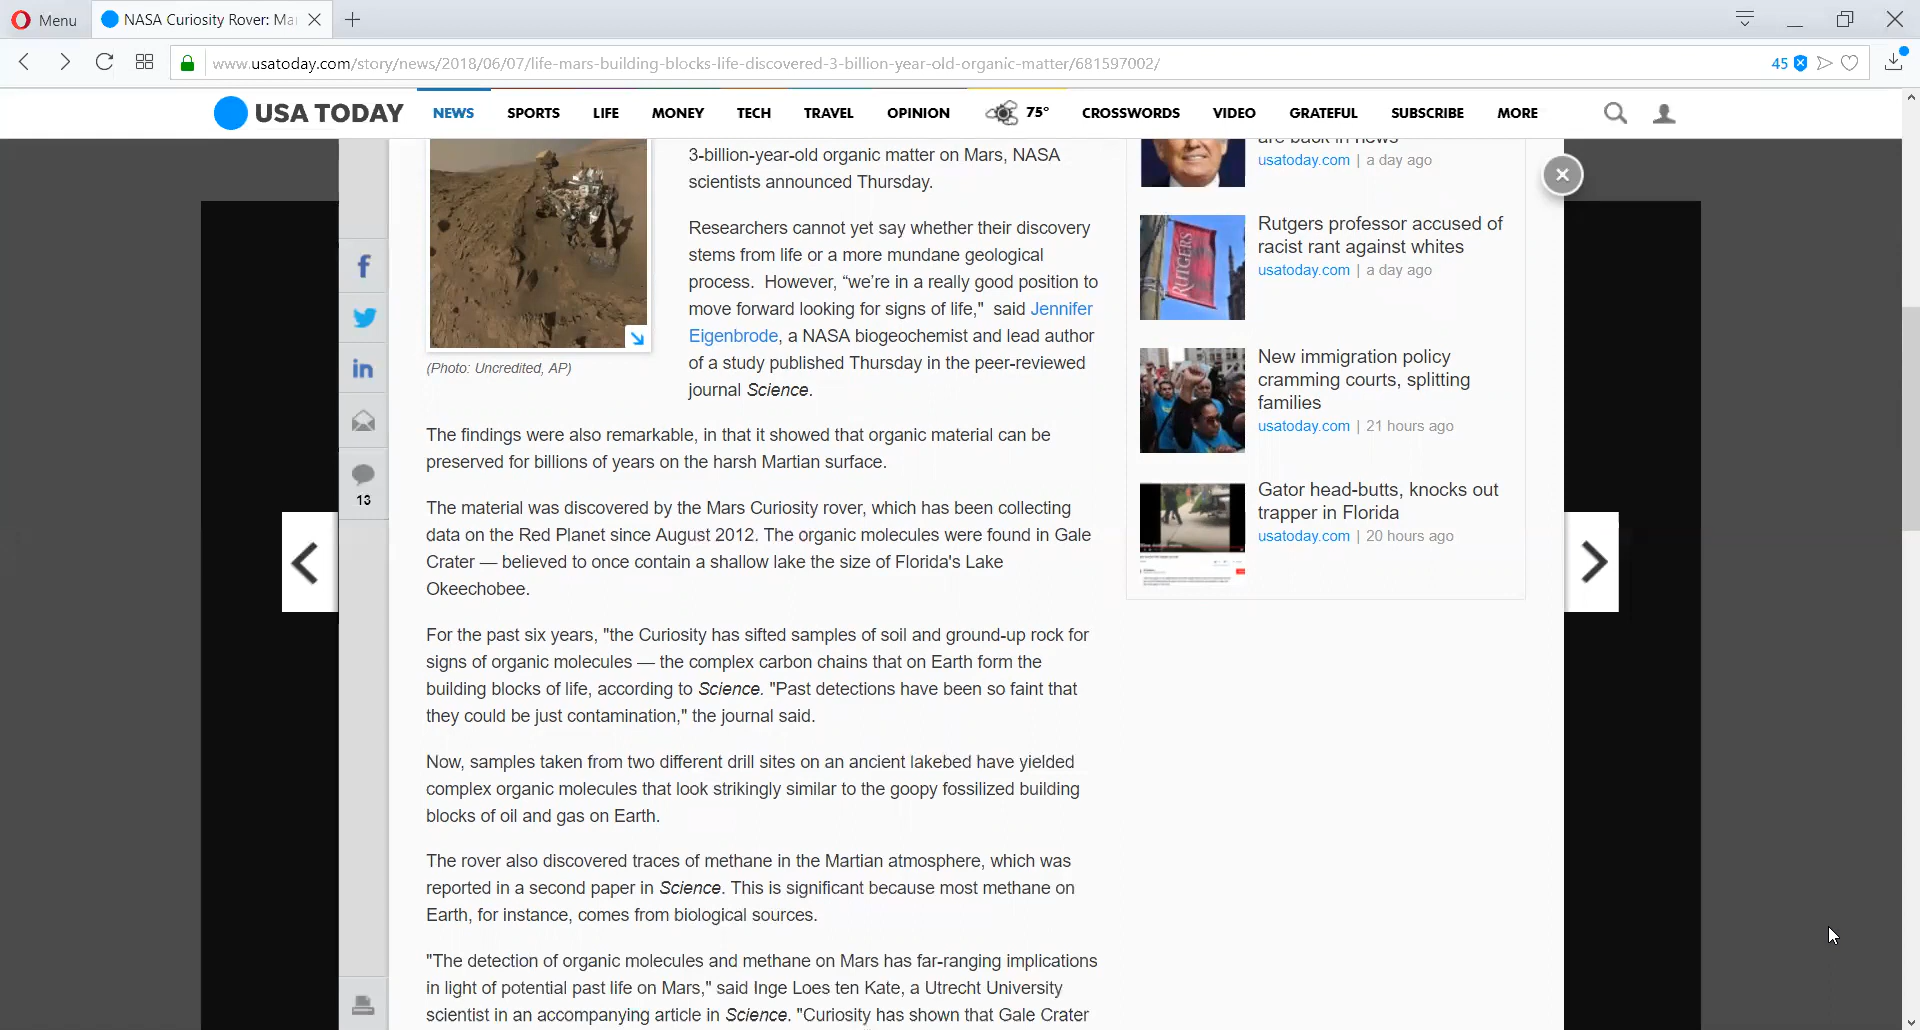 Menu
NASA Curiosity Rover: Ma
www.usatoday.com/story/news/2018/06/07/life-mars-building-blocks-life-discovered-3-billion-year-old-organic-matter/681597002/
45
USA TODAY
NEWS
SPORTS
LIFE
MONEY
TECH
TRAVEL
OPINION
75°
CROSSWORDS
VIDEO
GRATEFUL
SUBSCRIBE
MORE
f
in
13
(Photo: Uncredited, AP)
3-billion-year-old organic matter on Mars, NASA
scientists announced Thursday.
Researchers cannot yet say whether their discovery
stems from life or a more mundane geological
process. However, “we're in a really good position to
move forward looking for signs of life," said Jennifer
Eigenbrode, a NASA biogeochemist and lead author
of a study published Thursday in the peer-reviewed
journal Science.
The findings were also remarkable, in that it showed that organic material can be
preserved for billions of years on the harsh Martian surface.
The material was discovered by the Mars Curiosity rover, which has been collecting
data on the Red Planet since August 2012. The organic molecules were found in Gale
Crater — believed to once contain a shallow lake the size of Florida's Lake
Okeechobee.
For the past six years, "the Curiosity has sifted samples of soil and ground-up rock for
signs of organic molecules — the complex carbon chains that on Earth form the
building blocks of life, according to Science. "Past detections have been so faint that
they could be just contamination," the journal said.
Now, samples taken from two different drill sites on an ancient lakebed have yielded
complex organic molecules that look strikingly similar to the goopy fossilized building
blocks of oil and gas on Earth.
The rover also discovered traces of methane in the Martian atmosphere, which was
reported in a second paper in Science. This is significant because most methane on
Earth, for instance, comes from biological sources.
"The detection of organic molecules and methane on Mars has far-ranging implications
in light of potential past life on Mars," said Inge Loes ten Kate, a Utrecht University
scientist in an accompanying article in Science. "Curiosity has shown that Gale Crater
are back in news
usatoday.com | a day ago
RUTGERS
Rutgers professor accused of
racist rant against whites
usatoday.com | a day ago
New immigration policy
cramming courts, splitting
families
usatoday.com | 21 hours ago
Gator head-butts, knocks out
trapper in Florida
usatoday.com | 20 hours ago